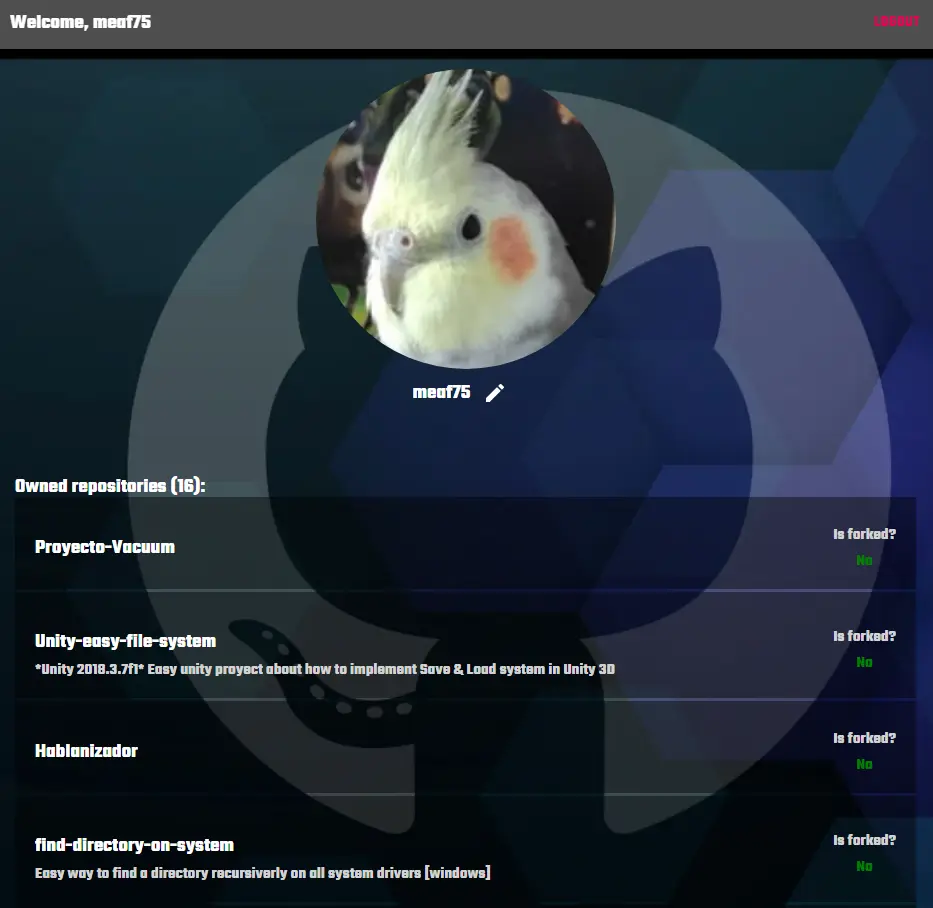 Welcome, meaf75
LOGOUT
meaf75
Owned repositories (16):
Proyecto-Vacuum
Is forked?
No
Unity-easy-file-system
*Unity 2018.3.7f1* Easy unity proyect about how to implement Save & Load system in Unity 3D
Is forked?
No
Hablanizador
Is forked?
No
find-directory-on-system
Easy way to find a directory recursiverly on all system drivers [windows]
Is forked?
No